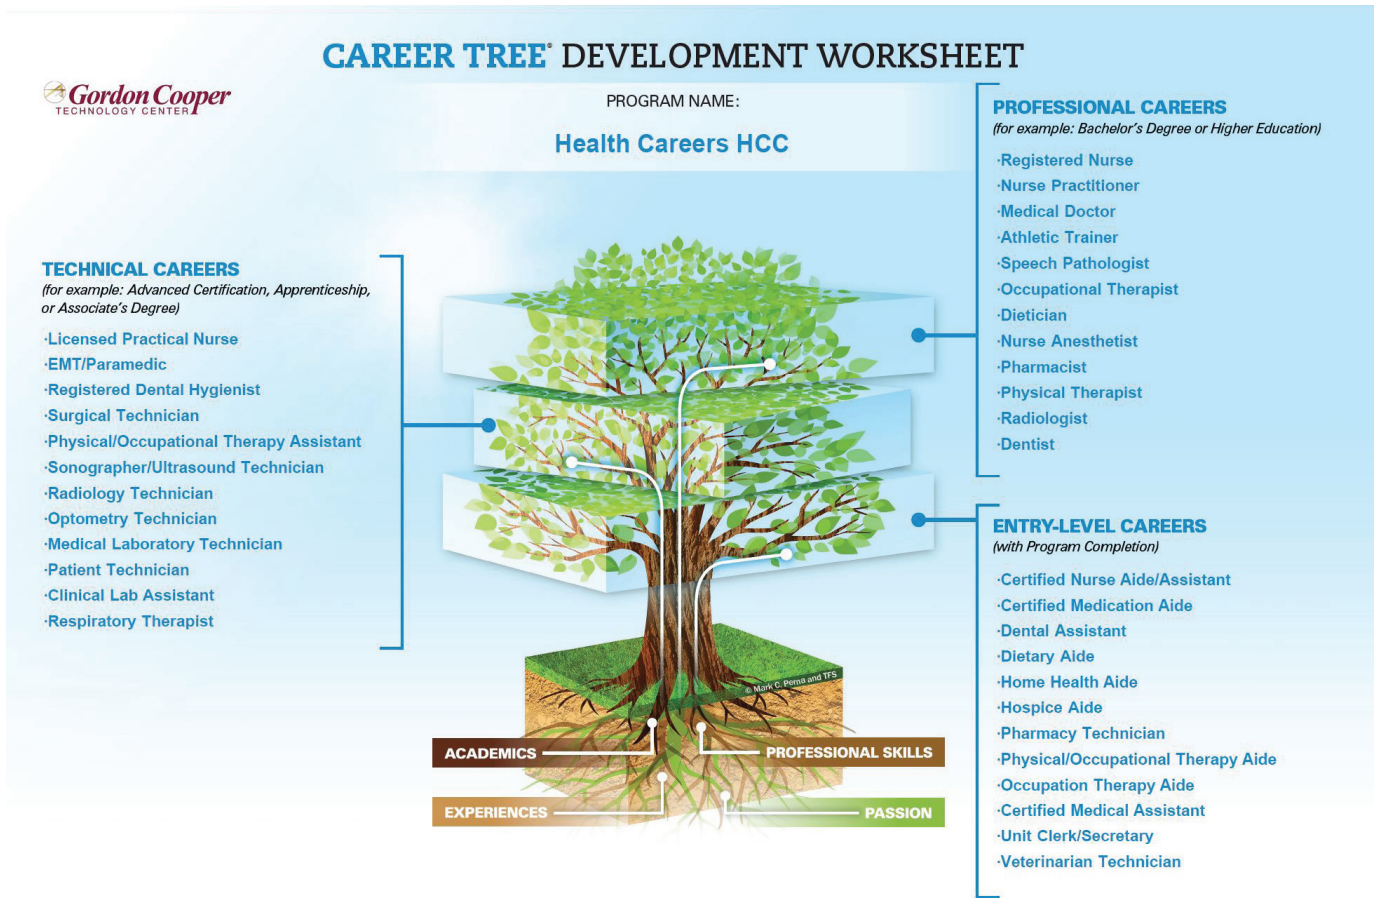 CAREER TREE® DEVELOPMENT WORKSHEET
Gordon Cooper
TECHNOLOGY CENTER
PROGRAM NAME:
Health Careers HCC
TECHNICAL CAREERS
(for example: Advanced Certification, Apprenticeship,
or Associate's Degree)
·Licensed Practical Nurse
·EMT/Paramedic
·Registered Dental Hygienist
·Surgical Technician
·Physical/Occupational Therapy Assistant
·Sonographer/Ultrasound Technician
·Radiology Technician
·Optometry Technician
·Medical Laboratory Technician
·Patient Technician
·Clinical Lab Assistant
·Respiratory Therapist
PROFESSIONAL CAREERS
(for example: Bachelor's Degree or Higher Education)
·Registered Nurse
·Nurse Practitioner
·Medical Doctor
·Athletic Trainer
·Speech Pathologist
·Occupational Therapist
·Dietician
·Nurse Anesthetist
·Pharmacist
·Physical Therapist
·Radiologist
·Dentist
ENTRY-LEVEL CAREERS
(with Program Completion)
·Certified Nurse Aide/Assistant
·Certified Medication Aide
·Dental Assistant
·Dietary Aide
·Home Health Aide
·Hospice Aide
·Pharmacy Technician
·Physical/Occupational Therapy Aide
·Occupation Therapy Aide
·Certified Medical Assistant
·Unit Clerk/Secretary
·Veterinarian Technician
© Mark C. Perna and TFS
ACADEMICS
PROFESSIONAL SKILLS
EXPERIENCES
PASSION